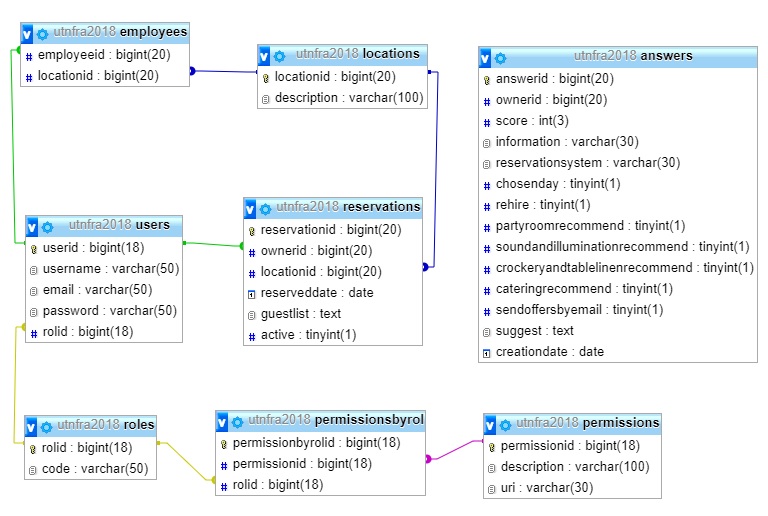 utnfra2018 employees
employeeid : bigint(20)
locationid : bigint(20)
utnfra2018 locations
locationid : bigint(20)
description : varchar(100)
utnfra2018 answers
answerid : bigint(20)
ownerid : bigint(20)
score : int(3)
information : varchar(30)
reservationsystem : varchar(30)
chosenday : tinyint(1)
rehire : tinyint(1)
partyroomrecommend : tinyint(1)
soundandilluminationrecommend : tinyint(1)
crockeryandtablelinenrecommend : tinyint(1)
cateringrecommend : tinyint(1)
sendoffersbyemail : tinyint(1)
suggest : text
creationdate : date
utnfra2018 users
userid : bigint(18)
username : varchar(50)
email : varchar(50)
password : varchar(50)
rolid : bigint(18)
utnfra2018 reservations
reservationid : bigint(20)
ownerid : bigint(20)
locationid : bigint(20)
reserveddate : date
guestlist : text
active : tinyint(1)
utnfra2018 roles
rolid : bigint(18)
code : varchar(50)
utnfra2018 permissionsbyrol
permissionbyrolid : bigint(18)
permissionid : bigint(18)
rolid : bigint(18)
utnfra2018 permissions
permissionid : bigint(18)
description : varchar(100)
uri : varchar(30)